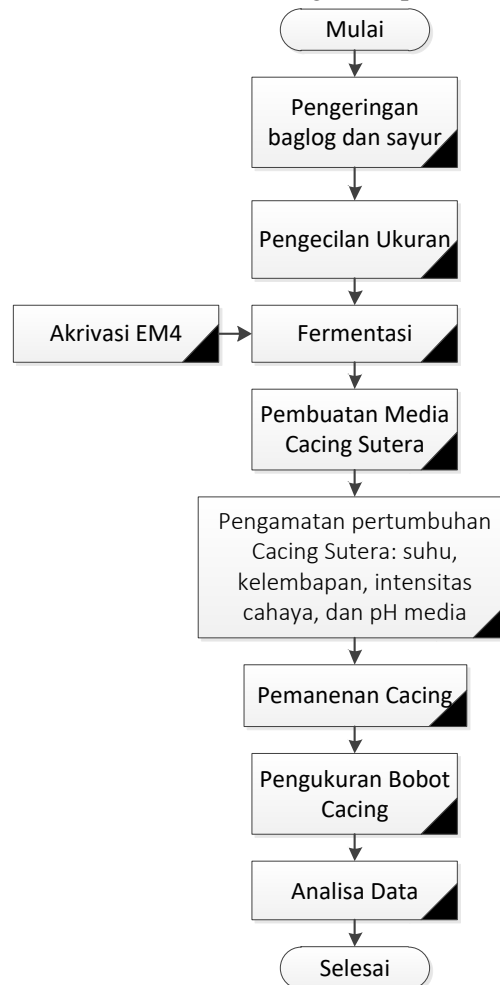 Mulai
Pengeringan
baglog dan sayur
Pengecilan Ukuran
Akrivasi EM4
Fermentasi
Pembuatan Media
Cacing Sutera
Pengamatan pertumbuhan
Cacing Sutera: suhu,
kelembapan, intensitas
cahaya, dan pH media
Pemanenan Cacing
Pengukuran Bobot
Cacing
Analisa Data
Selesai